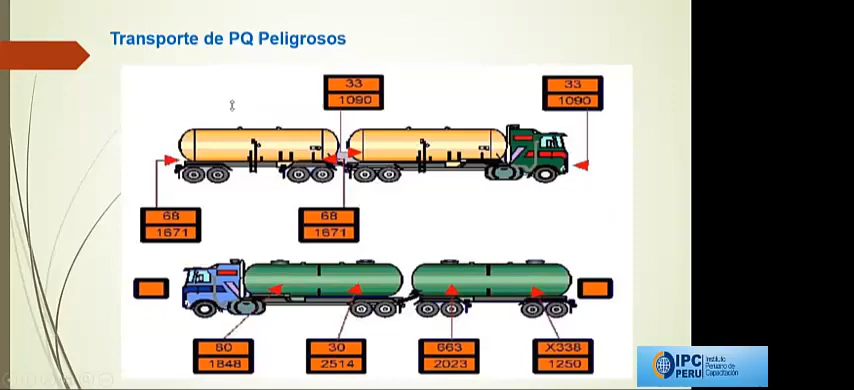 Transporte de PQ Peligrosos
33
1090
33
1090
68
1671
68
1671
80
1848
30
2514
663
2023
X338
1250
IPC
PERU
Instituto
Peruano de
Capacitación